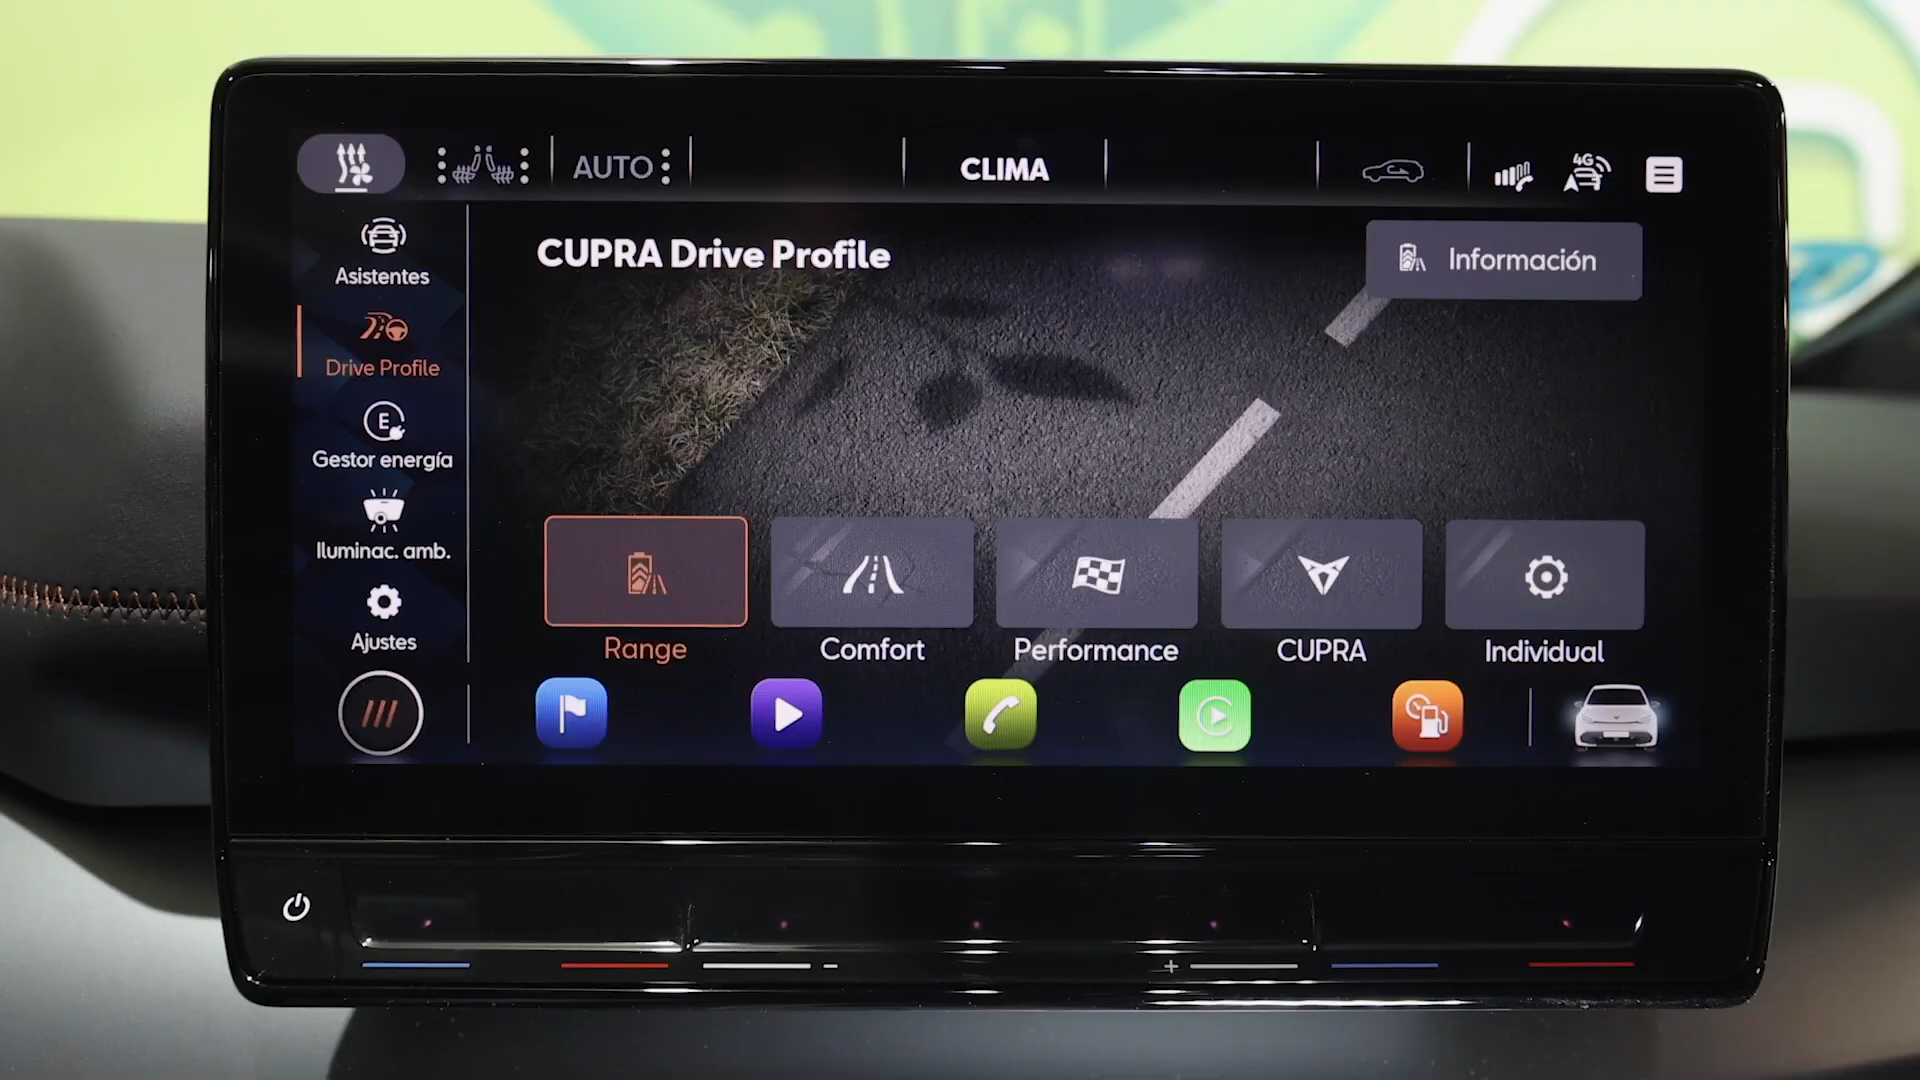 AUTO
CLIMA
4G
CUPRA Drive Profile
Información
Asistentes
Drive Profile
E
Gestor energía
Iluminac. amb.
Ajustes
Range
Comfort
Performance
CUPRA
Individual
- +